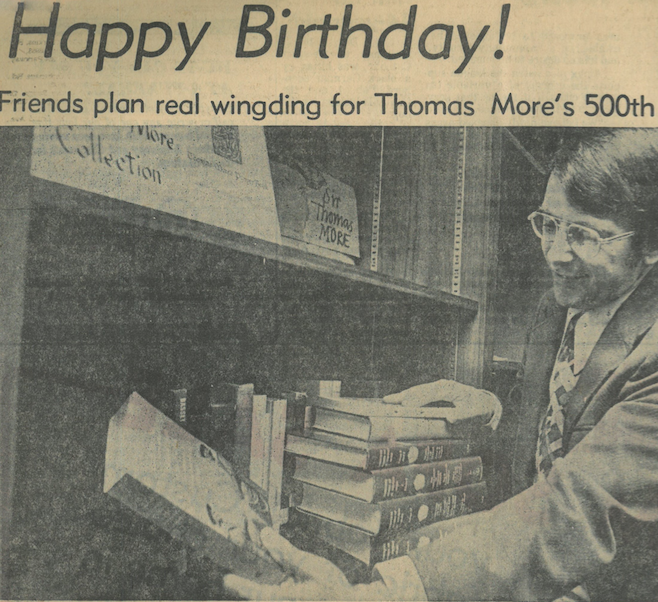 Happy Birthday!
Friends plan real wingding for Thomas More's 500th
More
Collection
Sir
Thomas
MORE